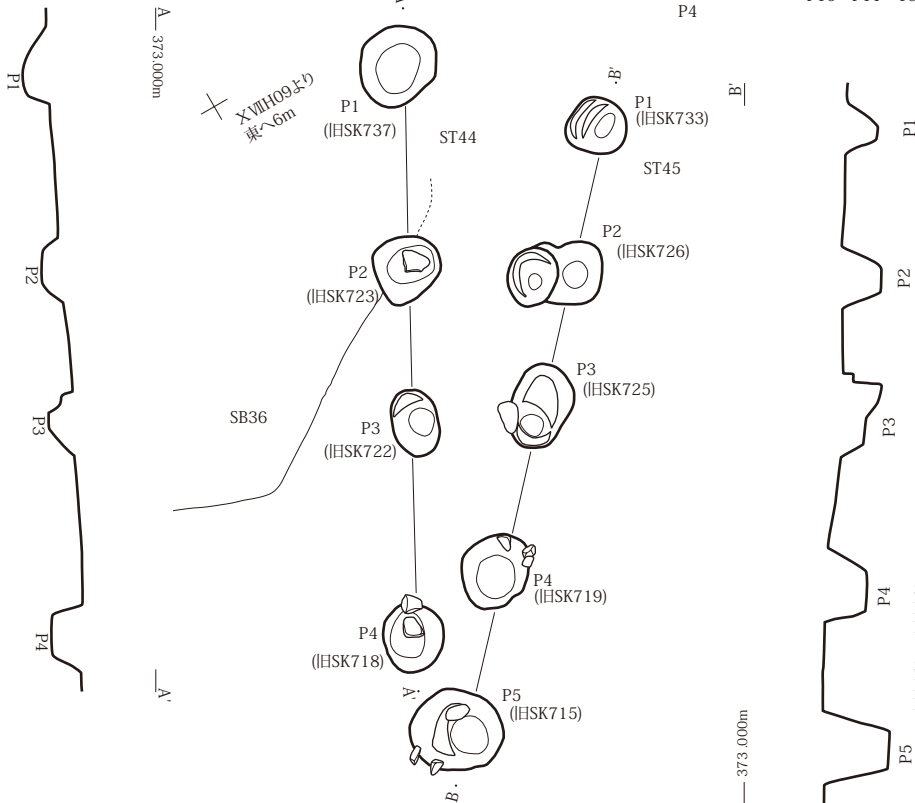 P4
A
373.000m
P1
P2
P3
P4
A'
XVIIH09より
東へ6m
P1
(旧SK737)
ST44
P2
(旧SK723)
SB36
P3
(旧SK722)
P4
(旧SK718)
A'
B'
P1
(旧SK733)
ST45
P2
(旧SK726)
P3
(旧SK725)
P4
(旧SK719)
P5
(旧SK715)
B
B'
373.000m
P1
P2
P3
P4
P5